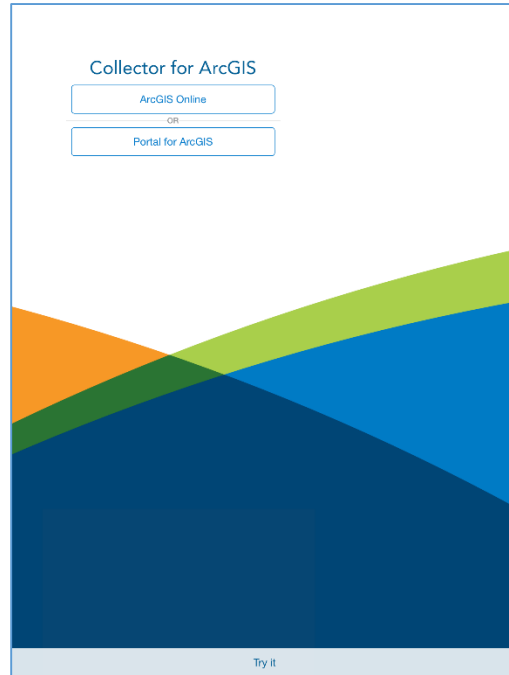 Collector for ArcGIS
ArcGIS Online
OR
Portal for ArcGIS
Try it